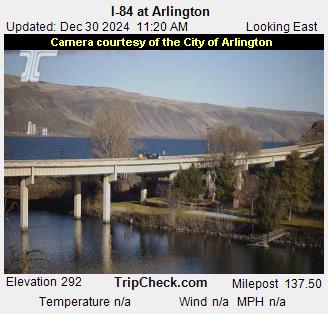 I-84 at Arlington
Updated: Dec 30 2024 11:20 AM Looking East
Camera courtesy of the City of Arlington
Elevation 292 TripCheck.com Milepost 137.50
Temperature n/a Wind n/a MPH n/a